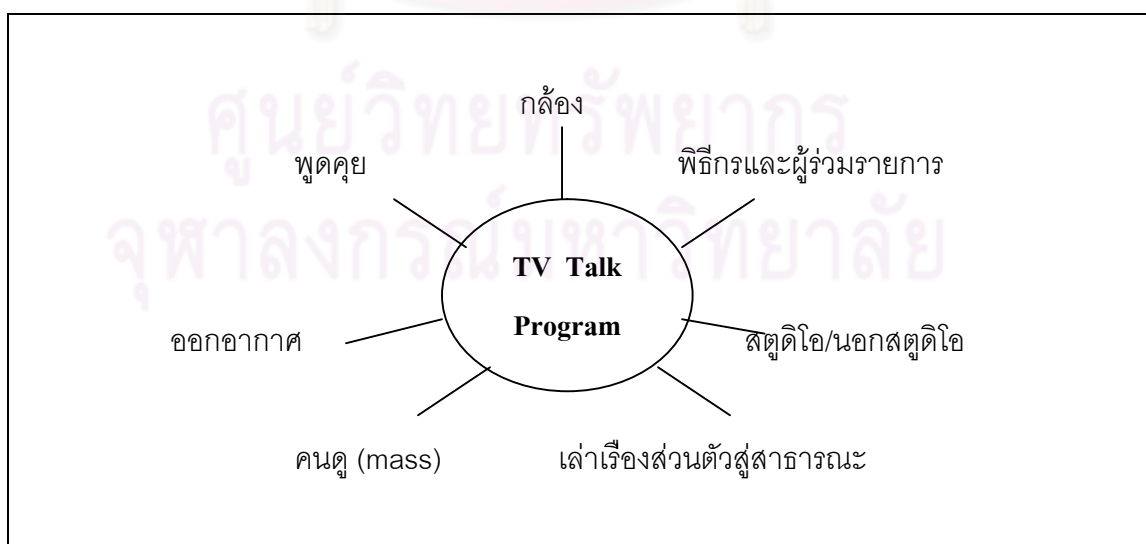 กล้อง
พูดคุย
พิธีกรและผู้ร่วมรายการ
TV Talk
Program
ออกอากาศ
สตูดิโอ/นอกสตูดิโอ
คนดู (mass)
เล่าเรื่องส่วนตัวสู่สาธารณะ
ศูนย์วิทยทรัพยากร
จุฬาลงกรณ์มหาวิทยาลัย